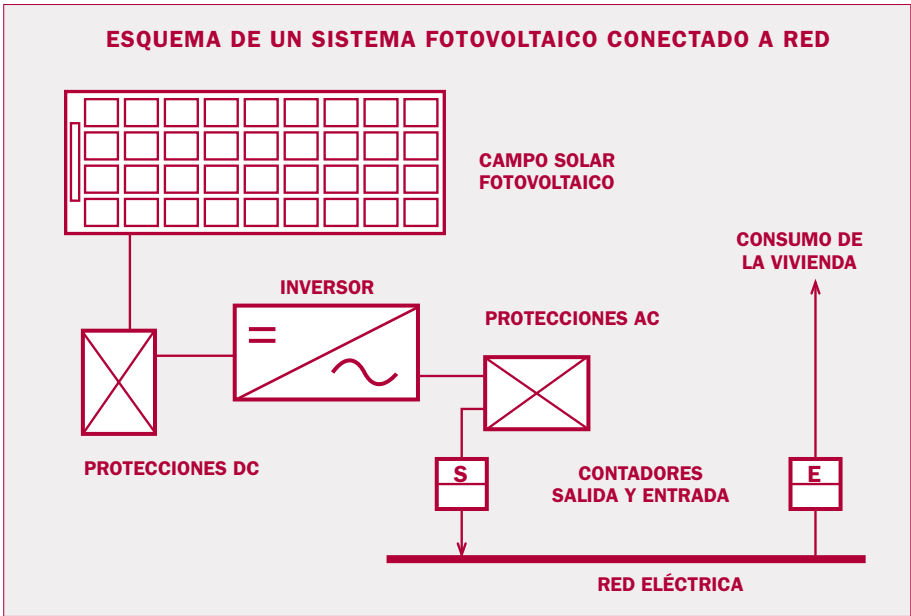 ESQUEMA DE UN SISTEMA FOTOVOLTAICO CONECTADO A RED
CAMPO SOLAR
FOTOVOLTAICO
CONSUMO DE
LA VIVIENDA
INVERSOR
PROTECCIONES AC
PROTECCIONES DC
S
CONTADORES
SALIDA Y ENTRADA
E
RED ELÉCTRICA